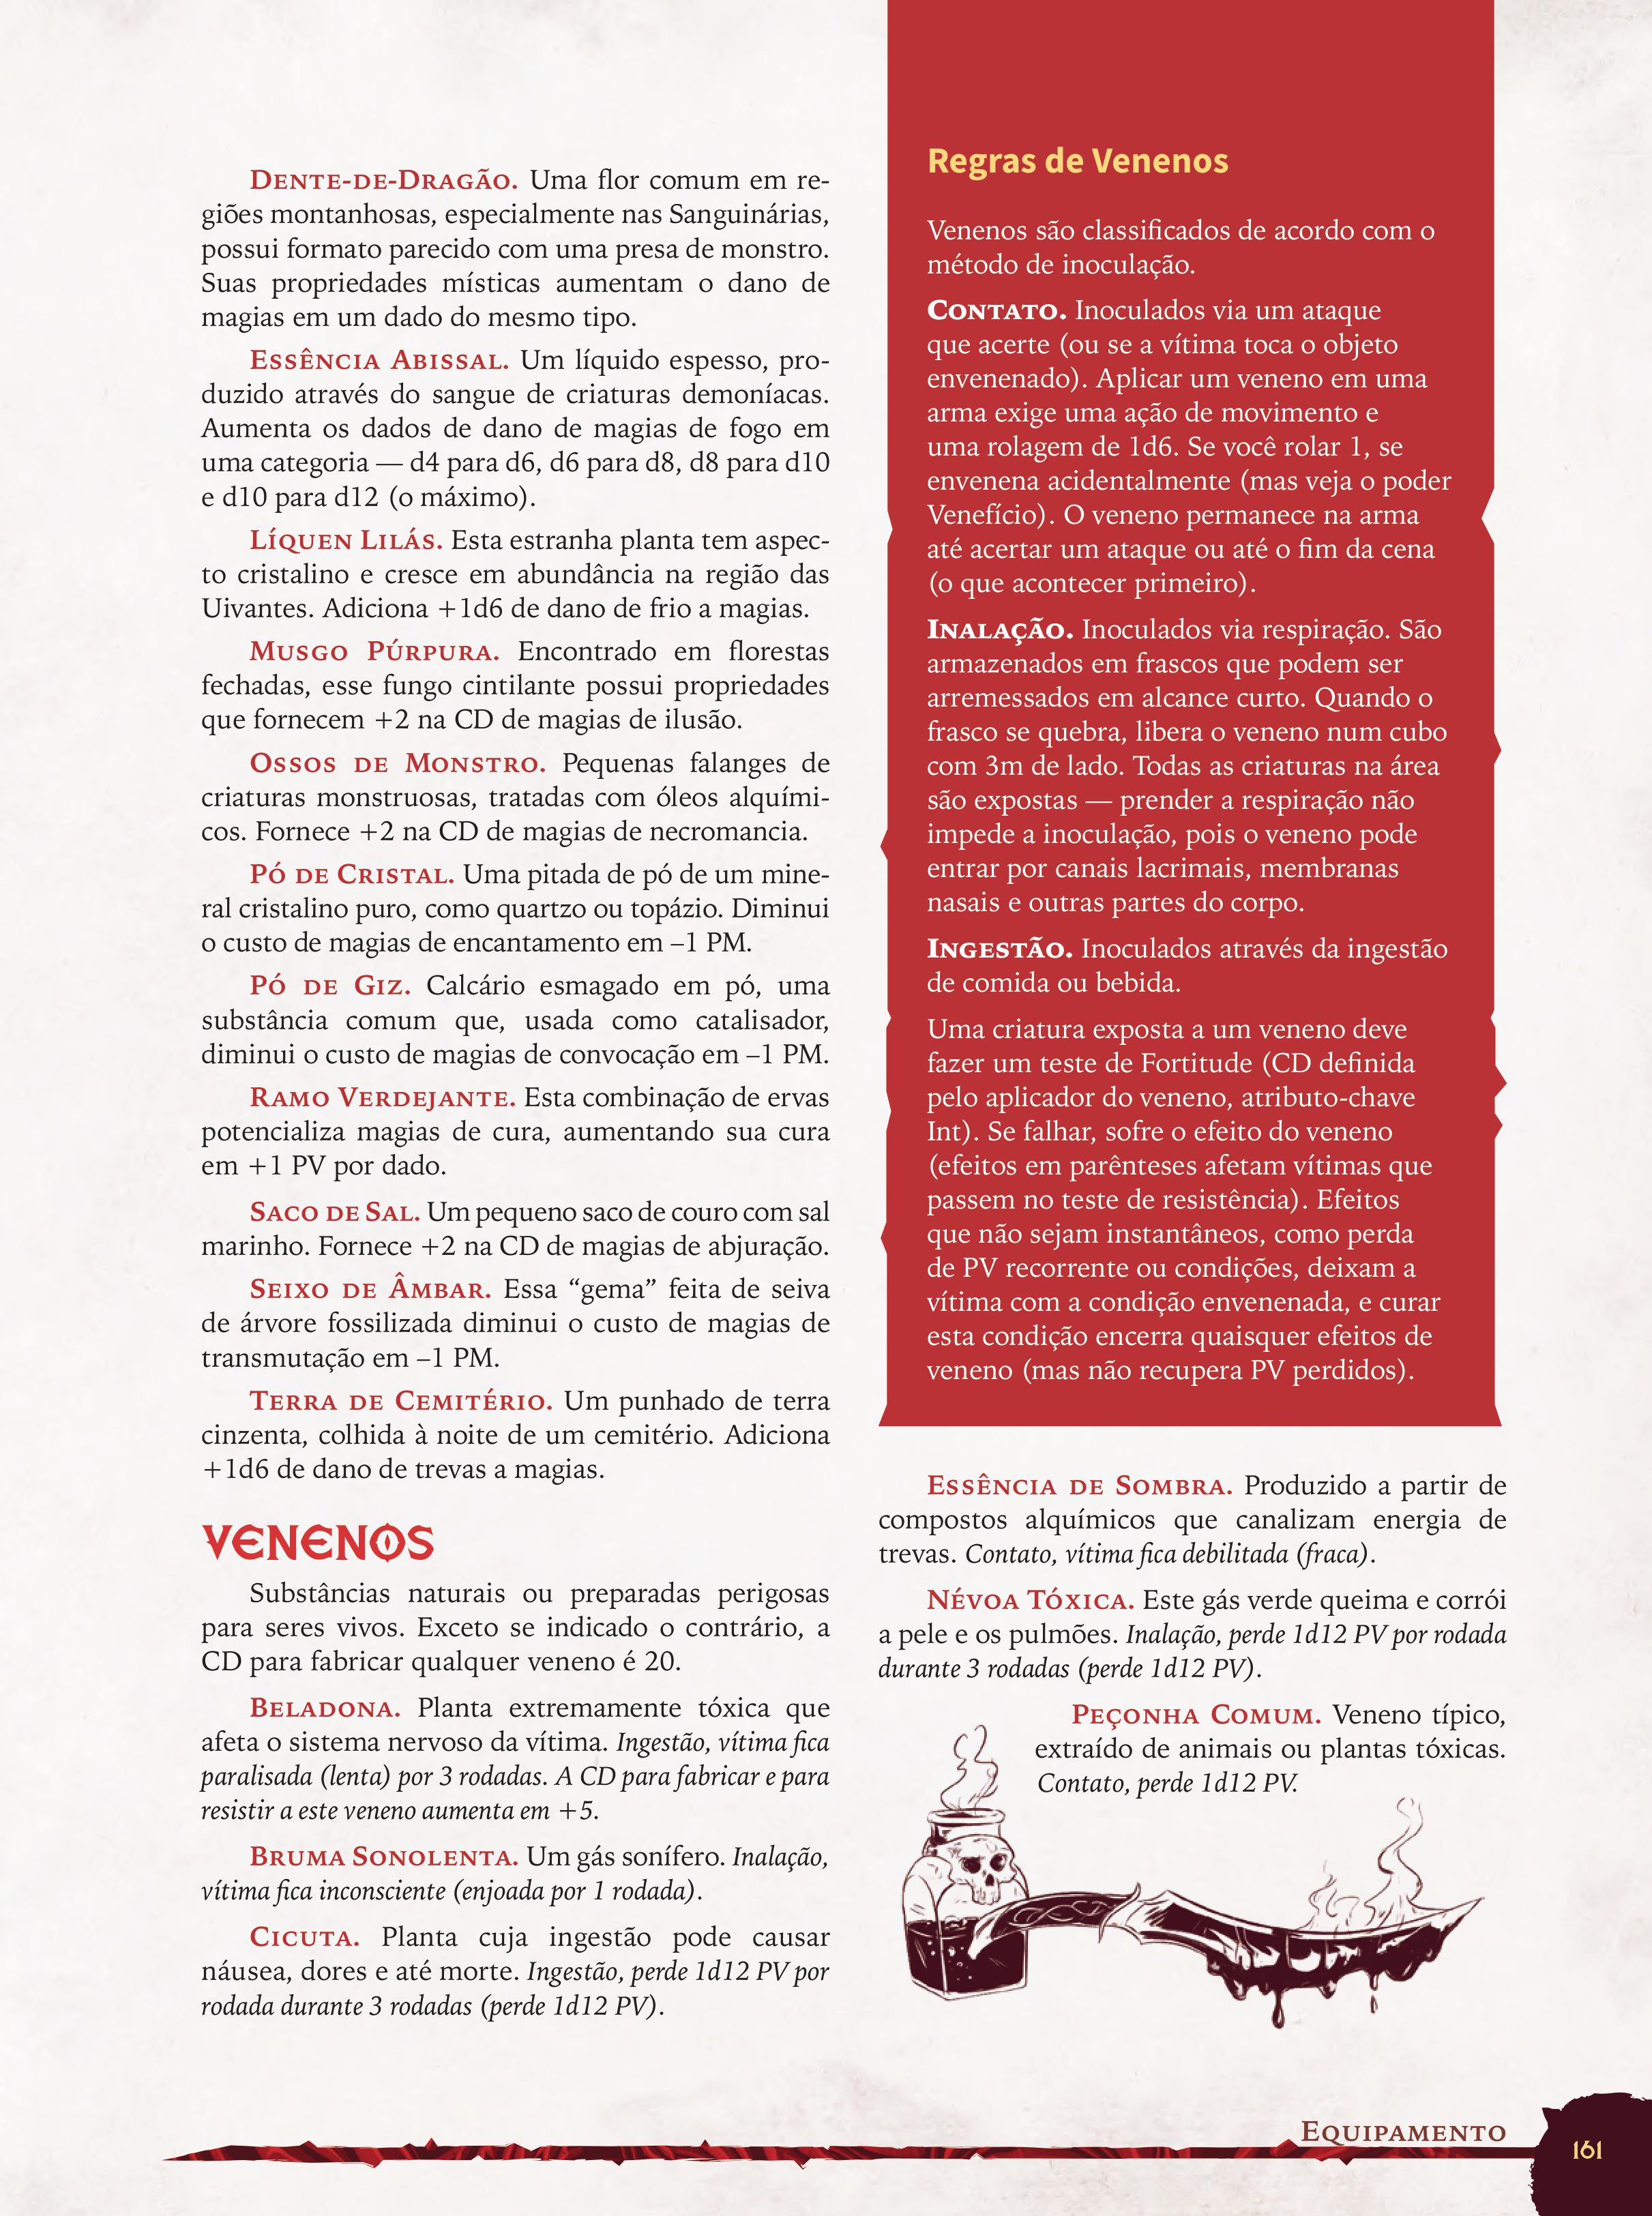 Dente-de-Dragão. Uma flor comum em re-
giões montanhosas, especialmente nas Sanguinárias,
possui formato parecido com uma presa de monstro.
Suas propriedades místicas aumentam o dano de
magias em um dado do mesmo tipo.
Essência Abissal. Um líquido espesso, pro-
duzido através do sangue de criaturas demoníacas.
Aumenta os dados de dano de magias de fogo em
uma categoria — d4 para d6, d6 para d8, d8 para d10
e d10 para d12 (o máximo).
Líquen Lilás. Esta estranha planta tem aspec-
to cristalino e cresce em abundância na região das
Uivantes. Adiciona +1d6 de dano de frio a magias.
Musgo Púrpura. Encontrado em florestas
fechadas, esse fungo cintilante possui propriedades
que fornecem +2 na CD de magias de ilusão.
Ossos de Monstro. Pequenas falanges de
criaturas monstruosas, tratadas com óleos alquími-
cos. Fornece +2 na CD de magias de necromancia.
Pó de Cristal. Uma pitada de pó de um mine-
ral cristalino puro, como quartzo ou topázio. Diminui
o custo de magias de encantamento em –1 PM.
Pó de Giz. Calcário esmagado em pó, uma
substância comum que, usada como catalisador,
diminui o custo de magias de convocação em –1 PM.
Ramo Verdejante. Esta combinação de ervas
potencializa magias de cura, aumentando sua cura
em +1 PV por dado.
Saco de Sal. Um pequeno saco de couro com sal
marinho. Fornece +2 na CD de magias de abjuração.
Seixo de Âmbar. Essa “gema” feita de seiva
de árvore fossilizada diminui o custo de magias de
transmutação em –1 PM.
Terra de Cemitério. Um punhado de terra
cinzenta, colhida à noite de um cemitério. Adiciona
+1d6 de dano de trevas a magias.
VENENOS
Substâncias naturais ou preparadas perigosas
para seres vivos. Exceto se indicado o contrário, a
CD para fabricar qualquer veneno é 20.
Beladona. Planta extremamente tóxica que
afeta o sistema nervoso da vítima. Ingestão, vítima fica
paralisada (lenta) por 3 rodadas. A CD para fabricar e para
resistir a este veneno aumenta em +5.
Bruma Sonolenta. Um gás sonífero. Inalação,
vítima fica inconsciente (enjoada por 1 rodada).
Cicuta. Planta cuja ingestão pode causar
náusea, dores e até morte. Ingestão, perde 1d12 PV por
rodada durante 3 rodadas (perde 1d12 PV).
Regras de Venenos
Venenos são classificados de acordo com o
método de inoculação.
Contato. Inoculados via um ataque
que acerte (ou se a vítima toca o objeto
envenenado). Aplicar um veneno em uma
arma exige uma ação de movimento e
uma rolagem de 1d6. Se você rolar 1, se
envenena acidentalmente (mas veja o poder
Venefício). O veneno permanece na arma
até acertar um ataque ou até o fim da cena
(o que acontecer primeiro).
Inalação. Inoculados via respiração. São
armazenados em frascos que podem ser
arremessados em alcance curto. Quando o
frasco se quebra, libera o veneno num cubo
com 3m de lado. Todas as criaturas na área
são expostas — prender a respiração não
impede a inoculação, pois o veneno pode
entrar por canais lacrimais, membranas
nasais e outras partes do corpo.
Ingestão. Inoculados através da ingestão
de comida ou bebida.
Uma criatura exposta a um veneno deve
fazer um teste de Fortitude (CD definida
pelo aplicador do veneno, atributo-chave
Int). Se falhar, sofre o efeito do veneno
(efeitos em parênteses afetam vítimas que
passem no teste de resistência). Efeitos
que não sejam instantâneos, como perda
de PV recorrente ou condições, deixam a
vítima com a condição envenenada, e curar
esta condição encerra quaisquer efeitos de
veneno (mas não recupera PV perdidos).
Essência de Sombra. Produzido a partir de
compostos alquímicos que canalizam energia de
trevas. Contato, vítima fica debilitada (fraca).
Névoa Tóxica. Este gás verde queima e corrói
a pele e os pulmões. Inalação, perde 1d12 PV por rodada
durante 3 rodadas (perde 1d12 PV).
Peçonha Comum. Veneno típico,
extraído de animais ou plantas tóxicas.
Contato, perde 1d12 PV.
Equipamento
161